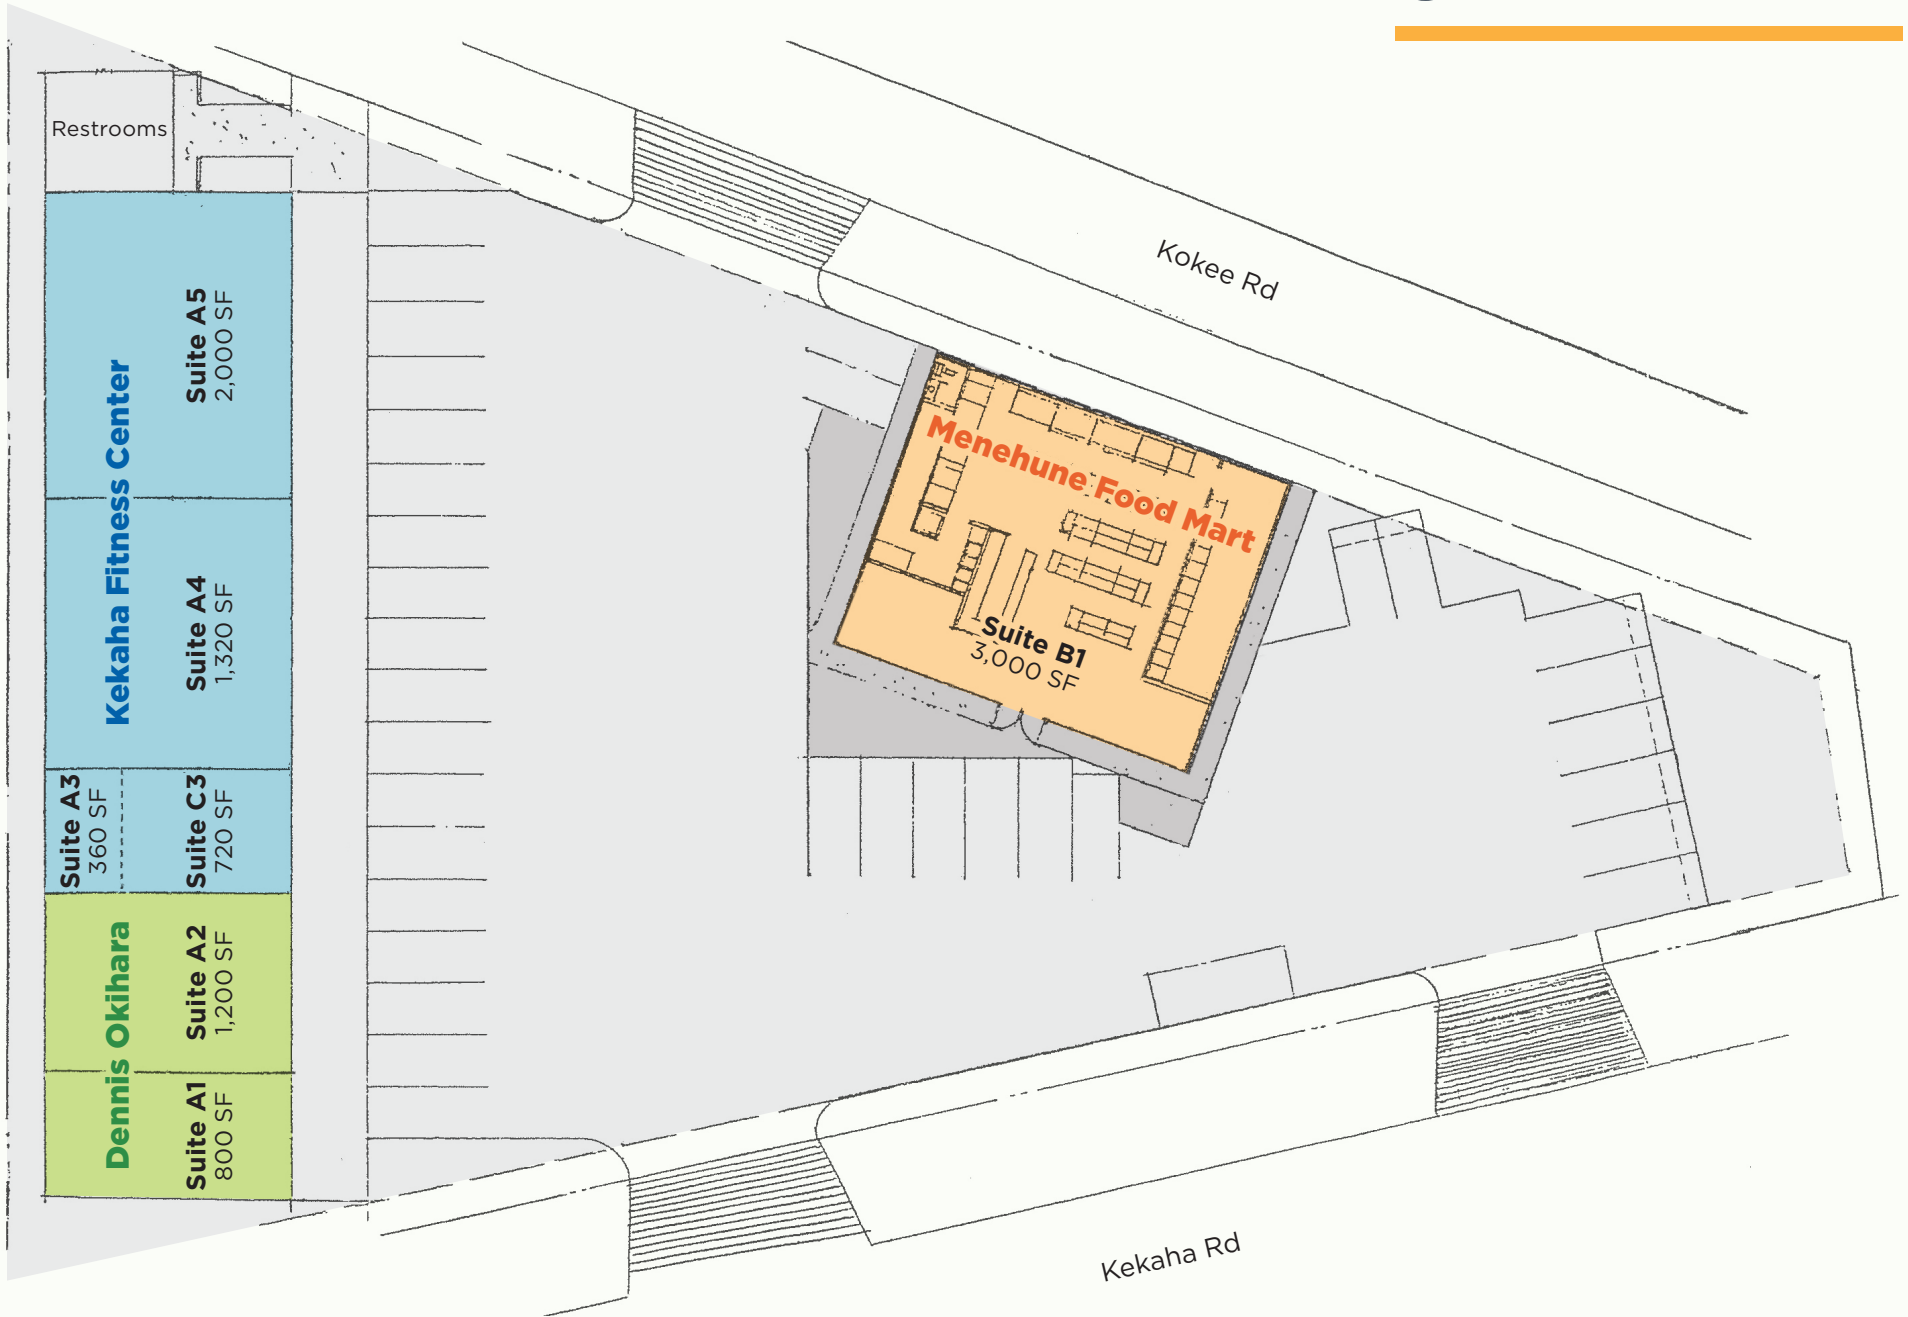 Restrooms
Kekaha Fitness Center
Suite A5
2,000 SF
Suite A4
1,320 SF
Suite A3
360 SF
Suite C3
720 SF
Dennis Okihara
Suite A2
1,200 SF
Suite A1
800 SF
Menehune Food Mart
Suite B1
3,000 SF
Kokee Rd
Kekaha Rd